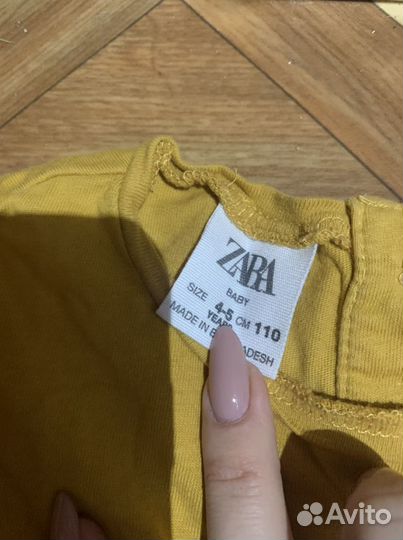 ZARA
BABY
SIZE 4-5 CM 110
YEARS
MADE IN B ADESH
Avito